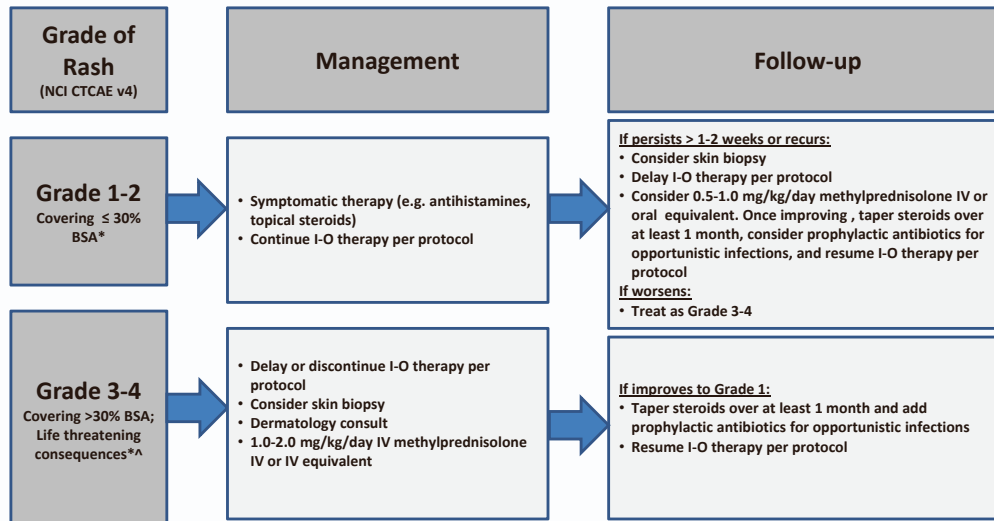 Grade of
Rash
(NCI CTCAE v4)
Management
Follow-up
Grade 1-2
Covering ≤ 30%
BSA*
• Symptomatic therapy (e.g. antihistamines,
topical steroids)
• Continue I-O therapy per protocol
If persists > 1-2 weeks or recurs:
• Consider skin biopsy
• Delay I-O therapy per protocol
• Consider 0.5-1.0 mg/kg/day methylprednisolone IV or
oral equivalent. Once improving , taper steroids over
at least 1 month, consider prophylactic antibiotics for
opportunistic infections, and resume I-O therapy per
protocol
If worsens:
• Treat as Grade 3-4
Grade 3-4
Covering >30% BSA;
Life threatening
consequences*^
• Delay or discontinue I-O therapy per
protocol
• Consider skin biopsy
• Dermatology consult
• 1.0-2.0 mg/kg/day IV methylprednisolone
IV or IV equivalent
If improves to Grade 1:
• Taper steroids over at least 1 month and add
prophylactic antibiotics for opportunistic infections
• Resume I-O therapy per protocol